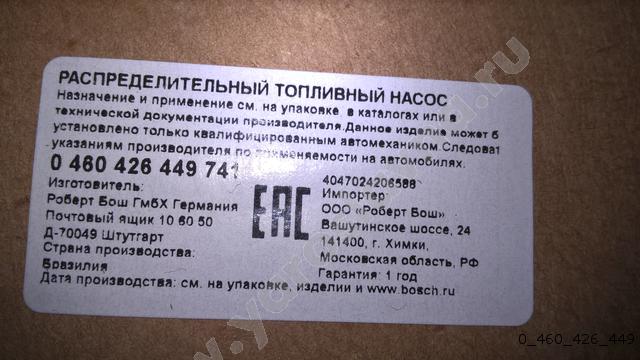 РАСПРЕДЕЛИТЕЛЬНЫЙ ТОПЛИВНЫЙ НАСОС
Назначение и применение см. на упаковке, в каталогах или в
технической документации производителя.Данное изделие может б
установлено только квалифицированным автомехаником.Следоват
указаниям производителя по применяемости на автомобилях.
0 460 426 449 741
Изготовитель:
Роберт Бош ГмбХ Германия
Почтовый ящик 10 60 50
Д-70049 Штутгарт
Страна производства:
Бразилия
EAC
4047024206588
Импортер:
ООО «Роберт Бош»
Вашутинское шоссе, 24
141400, г. Химки,
Московская область, РФ
Гарантия: 1 год
Дата производства: см. на упаковке, изделии и www.bosch.ru
0_460_426_449